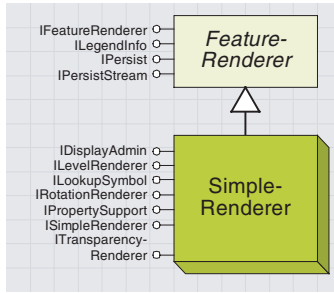 IFeatureRenderer
ILegendInfo
IPersist
IPersistStream
Feature-
Renderer
IDisplayAdmin
ILevelRenderer
ILookupSymbol
IRotationRenderer
IPropertySupport
ISimpleRenderer
ITransparency-
Renderer
Simple-
Renderer